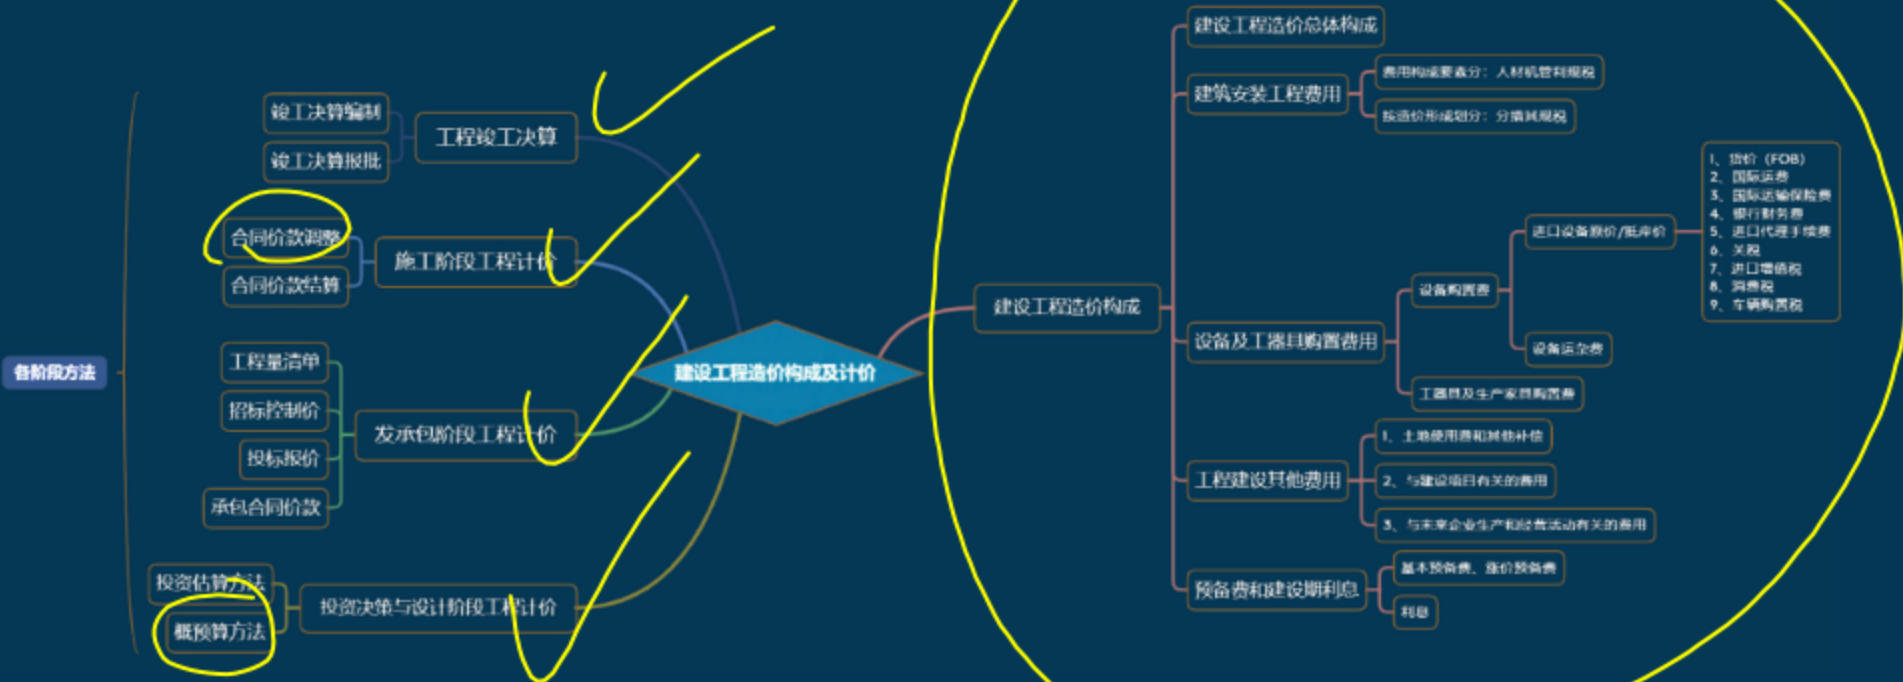 各阶段方法
竣工决算编制
竣工决算报批
工程竣工决算
合同价款调整
合同价款结算
施工阶段工程计价
工程量清单
招标控制价
投标报价
承包合同价款
发承包阶段工程计价
投资估算方法
概预算方法
投资决策与设计阶段工程计价
建设工程造价构成及计价
建设工程造价构成
建设工程造价总体构成
建筑安装工程费用
费用构成要素分：人材机管利规税
按造价形成划分：分措其规税
设备及工器具购置费用
设备购置费
进口设备原价/抵岸价
1、货价（FOB）
2、国际运费
3、国际运输保险费
4、银行财务费
5、进口代理手续费
6、关税
7、进口增值税
8、消费税
9、车辆购置税
设备运杂费
工器具及生产家具购置费
工程建设其他费用
1、土地使用费和其他补偿
2、与建设项目有关的费用
3、与未来企业生产和经营活动有关的费用
预备费和建设期利息
基本预备费、涨价预备费
利息